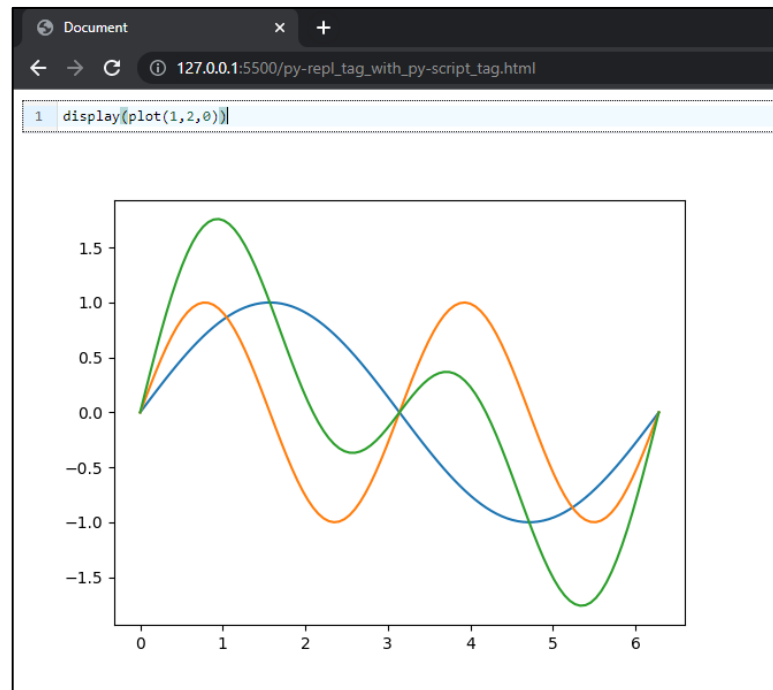 Document
127.0.0.1:5500/py-repl_tag_with_py-script_tag.html
1 display(plot(1,2,0))
1.5
1.0
0.5
0.0
−0.5
−1.0
−1.5
0 1 2 3 4 5 6